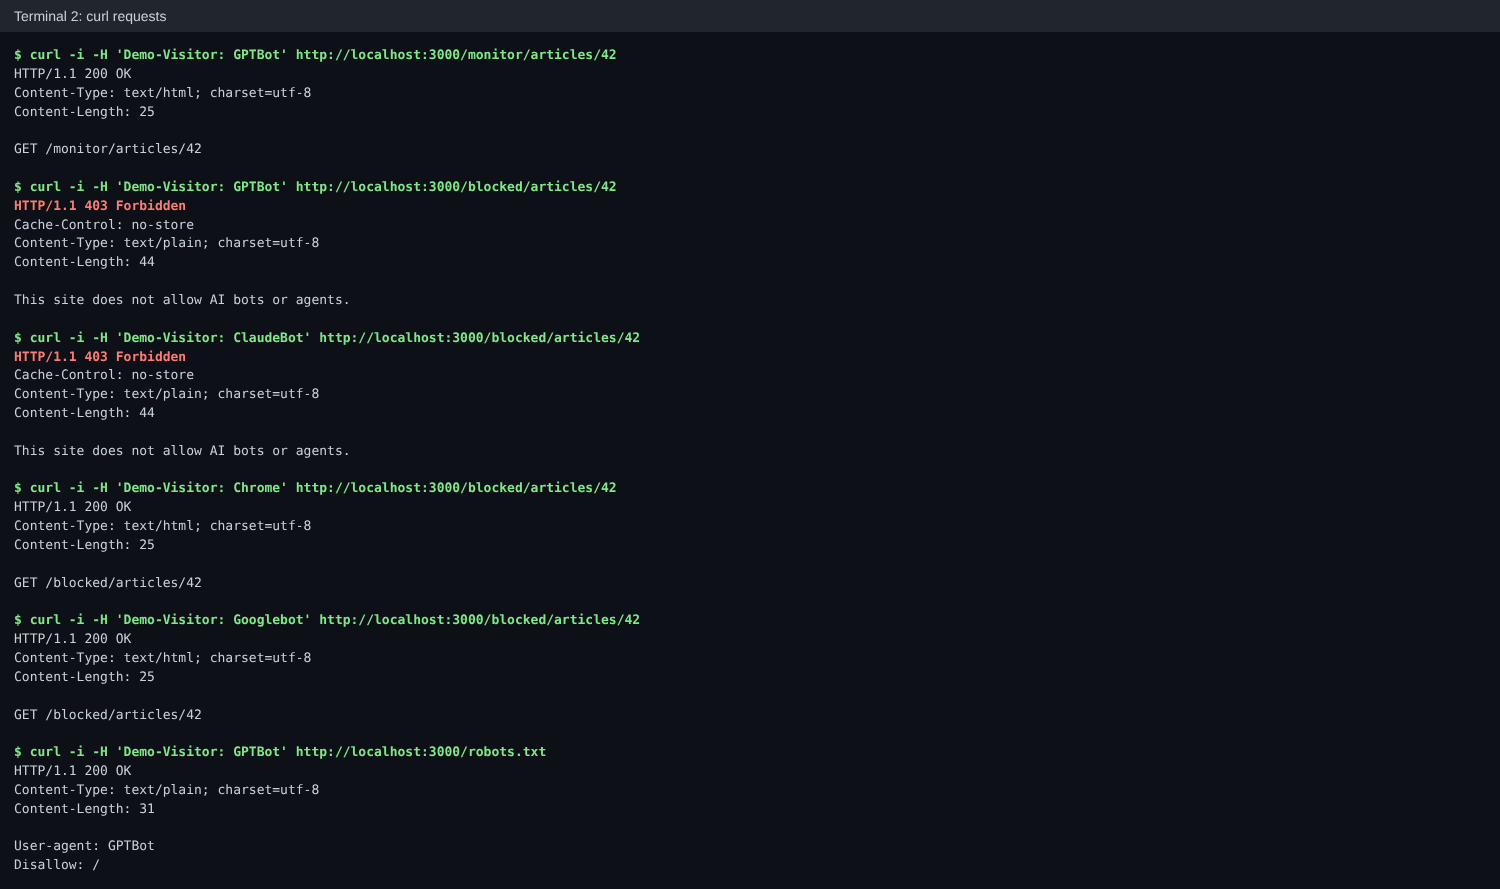 Terminal 2: curl requests
$ curl -i -H 'Demo-Visitor: GPTBot' http://localhost:3000/monitor/articles/42
HTTP/1.1 200 OK
Content-Type: text/html; charset=utf-8
Content-Length: 25
GET /monitor/articles/42
$ curl -i -H 'Demo-Visitor: GPTBot' http://localhost:3000/blocked/articles/42
HTTP/1.1 403 Forbidden
Cache-Control: no-store
Content-Type: text/plain; charset=utf-8
Content-Length: 44
This site does not allow AI bots or agents.
$ curl -i -H 'Demo-Visitor: ClaudeBot' http://localhost:3000/blocked/articles/42
HTTP/1.1 403 Forbidden
Cache-Control: no-store
Content-Type: text/plain; charset=utf-8
Content-Length: 44
This site does not allow AI bots or agents.
$ curl -i -H 'Demo-Visitor: Chrome' http://localhost:3000/blocked/articles/42
HTTP/1.1 200 OK
Content-Type: text/html; charset=utf-8
Content-Length: 25
GET /blocked/articles/42
$ curl -i -H 'Demo-Visitor: Googlebot' http://localhost:3000/blocked/articles/42
HTTP/1.1 200 OK
Content-Type: text/html; charset=utf-8
Content-Length: 25
GET /blocked/articles/42
$ curl -i -H 'Demo-Visitor: GPTBot' http://localhost:3000/robots.txt
HTTP/1.1 200 OK
Content-Type: text/plain; charset=utf-8
Content-Length: 31
User-agent: GPTBot
Disallow: /